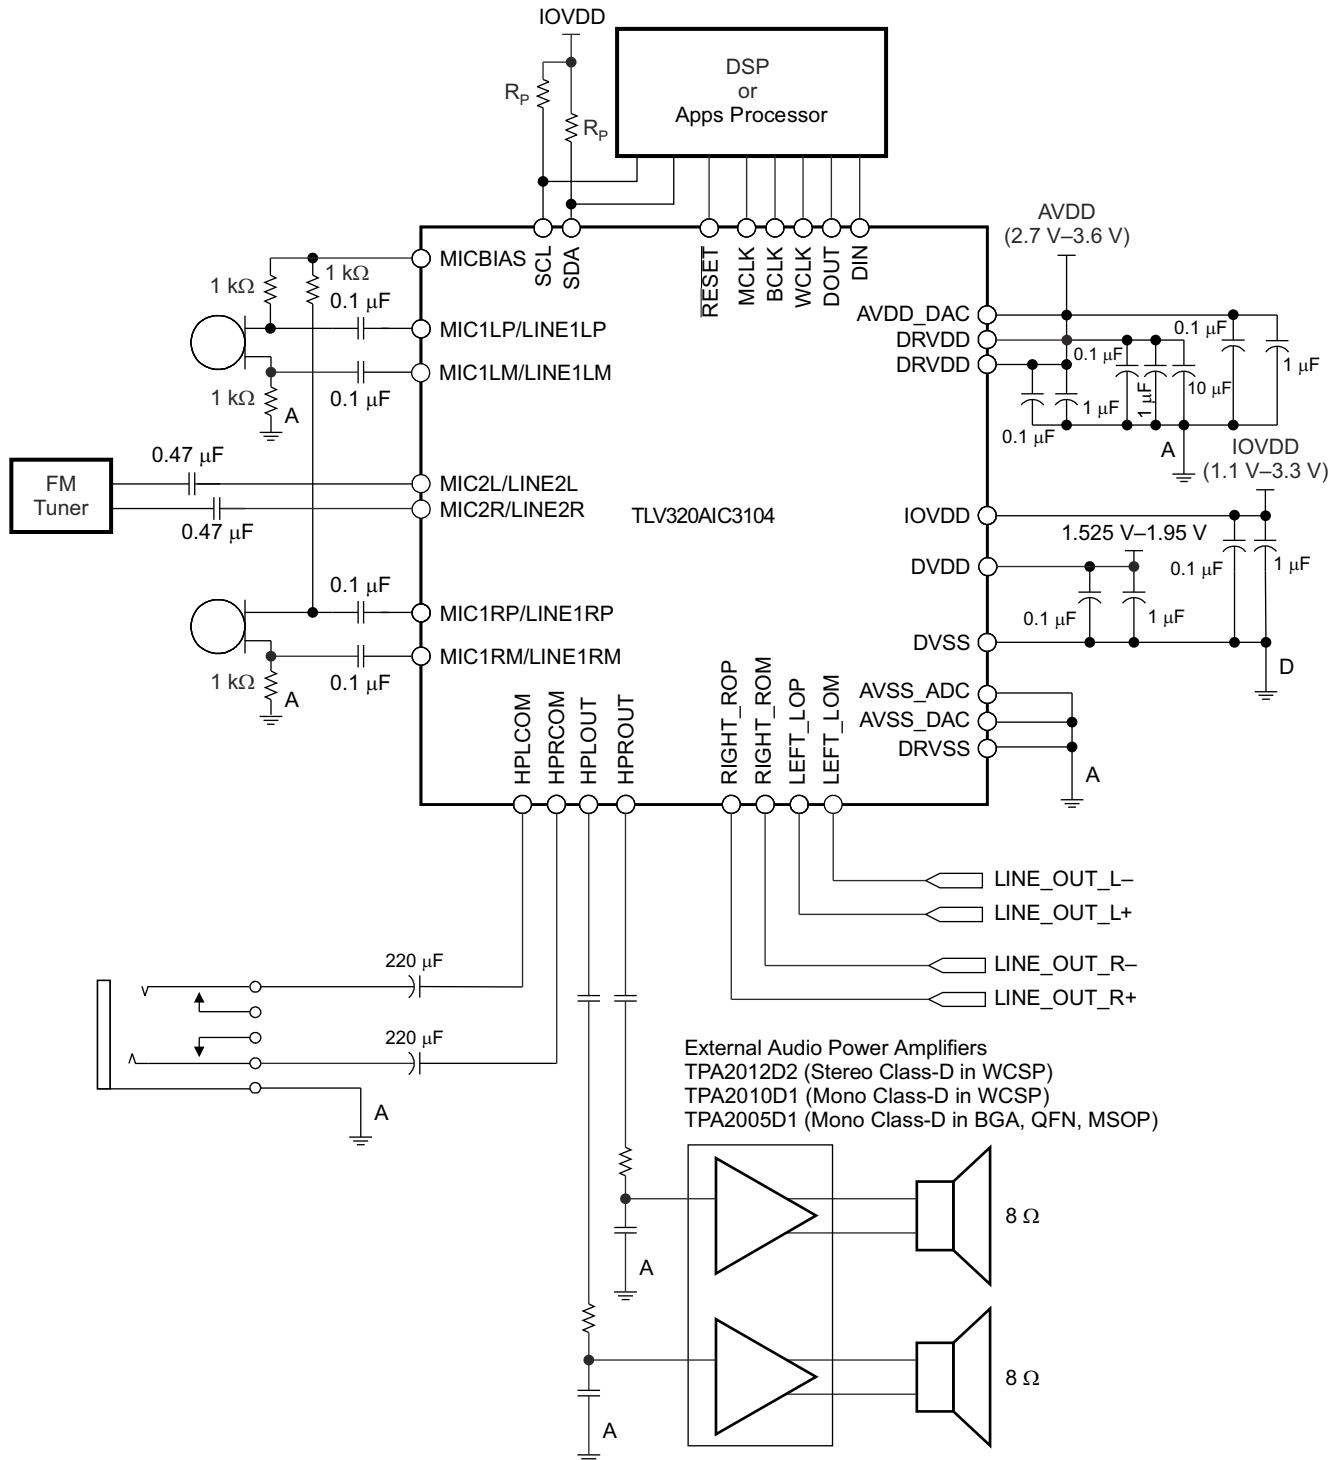 IOVDD
DSP
or
Apps Processor
RP
RP
SCL
SDA
RESET
MCLK
BCLK
WCLK
DOUT
DIN
AVDD
(2.7 V–3.6 V)
MICBIAS
1 kΩ
1 kΩ
0.1 μF
MIC1LP/LINE1LP
MIC1LM/LINE1LM
1 kΩ
A
0.1 μF
AVDD_DAC
DRVDD
DRVDD
0.1 μF
0.1 μF
1 μF
1 μF
1 μF
10 μF
0.1 μF
A
FM
Tuner
0.47 μF
0.47 μF
MIC2L/LINE2L
MIC2R/LINE2R
TLV320AIC3104
IOVDD
(1.1 V–3.3 V)
IOVDD
1.525 V–1.95 V
DVDD
0.1 μF
1 μF
0.1 μF
1 μF
DVSS
D
0.1 μF
MIC1RP/LINE1RP
MIC1RM/LINE1RM
1 kΩ
A
0.1 μF
AVSS_ADC
AVSS_DAC
DRVSS
A
HPLCOM
HPRCOM
HPLOUT
HPROUT
RIGHT_ROP
RIGHT_ROM
LEFT_LOP
LEFT_LOM
LINE_OUT_L–
LINE_OUT_L+
LINE_OUT_R–
LINE_OUT_R+
220 μF
220 μF
A
External Audio Power Amplifiers
TPA2012D2 (Stereo Class-D in WCSP)
TPA2010D1 (Mono Class-D in WCSP)
TPA2005D1 (Mono Class-D in BGA, QFN, MSOP)
8 Ω
A
8 Ω
A